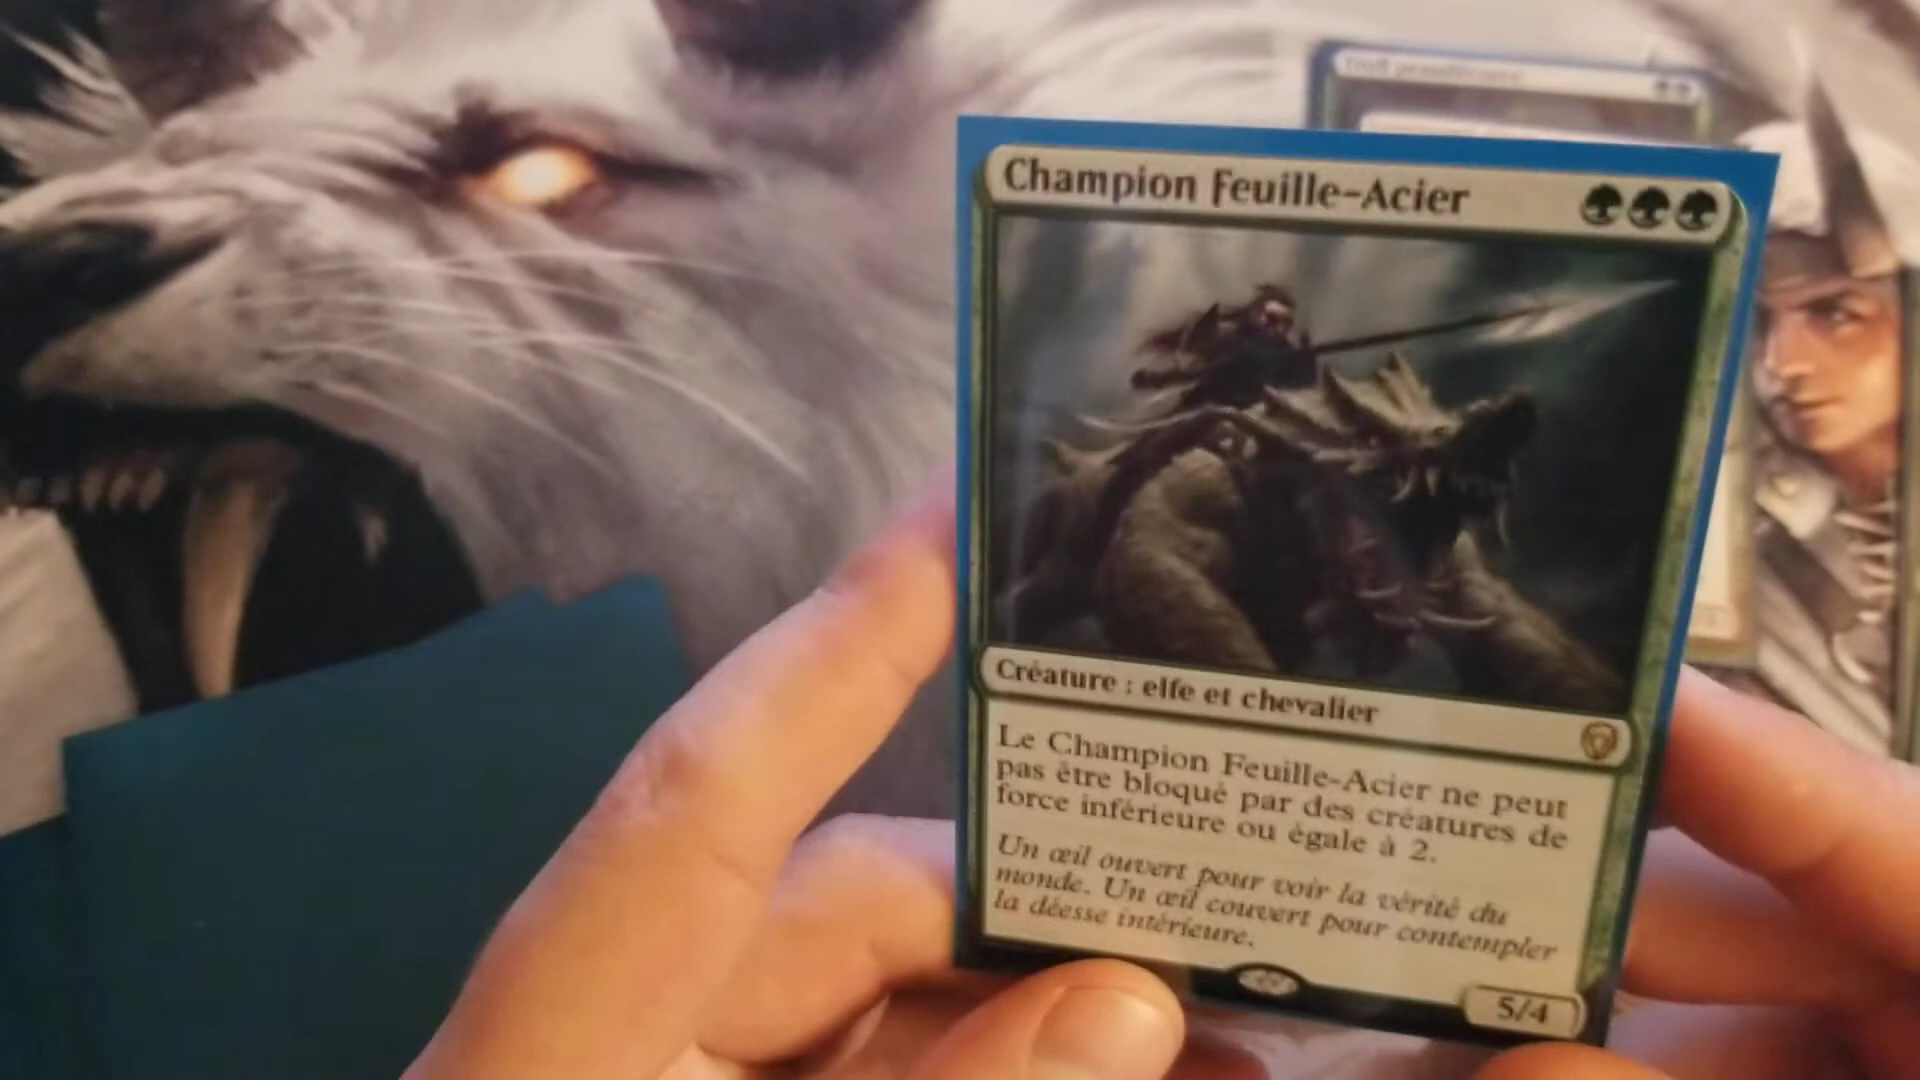 Champion Feuille-Acier
Créature : elfe et chevalier
Le Champion Feuille-Acier ne peut
pas être bloqué par des créatures de
force inférieure ou égale à 2.
Un œil ouvert pour voir la vérité du
monde. Un œil couvert pour contempler
la déesse intérieure.
5/4